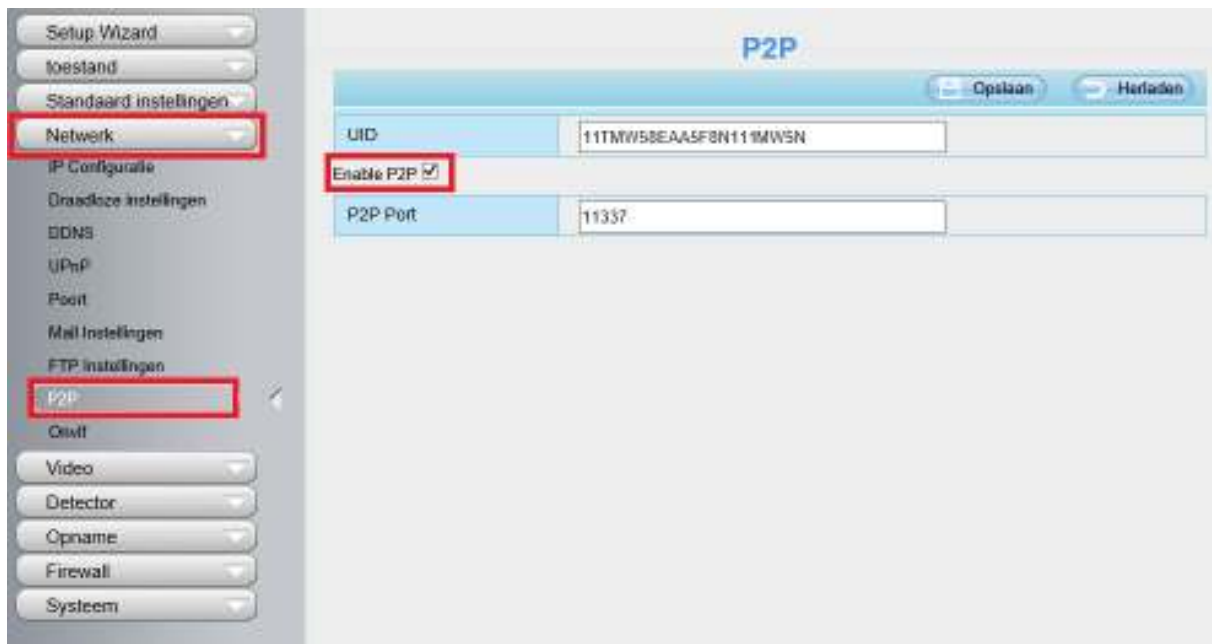 Setup Wizard
toestand
Standaard instellingen
Netwerk
IP Configuratie
Draadloze Instellingen
DDNS
UPnP
Poort
Mail Instellingen
FTP Instellingen
P2P
Onvif
Video
Detector
Opname
Firewall
Systeem
P2P
Opslaan Herladen
UID
Enable P2P
P2P Port 11337